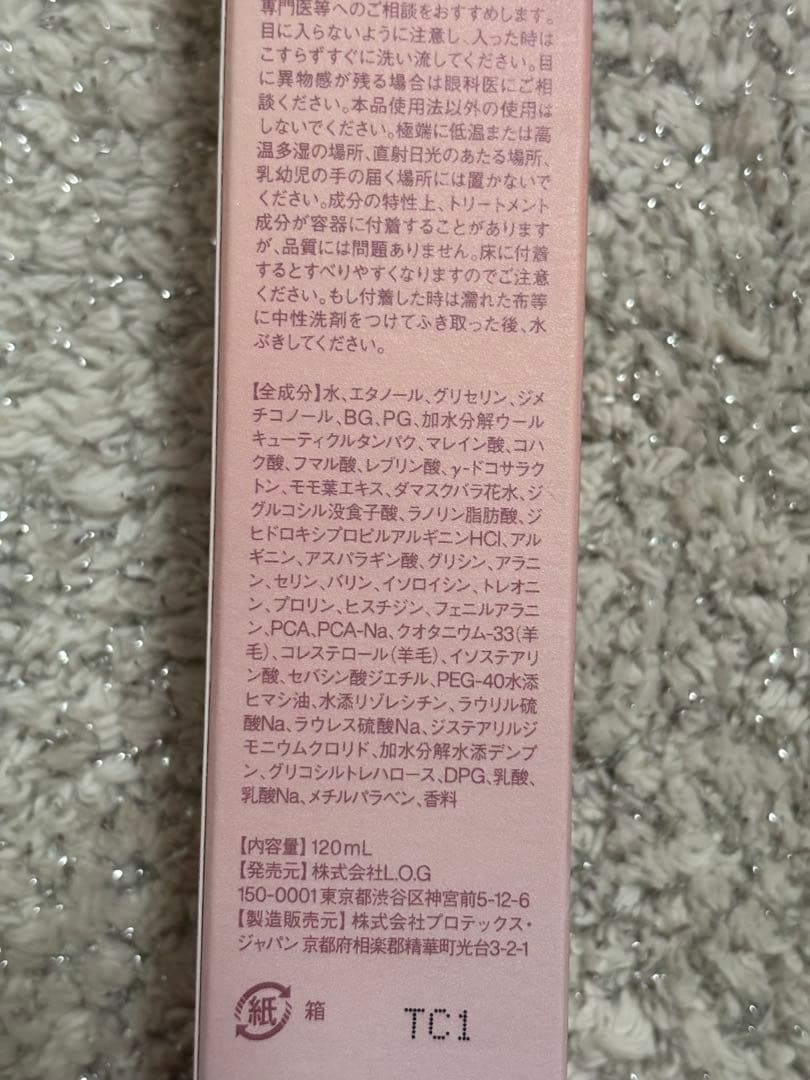 専門医等へのご相談をおすすめします。
目に入らないように注意し、入った時は
こすらずすぐに洗い流してください。目
に異物感が残る場合は眼科医にご相
談ください。本品使用法以外の使用は
しないでください。極端に低温または高
温多湿の場所、直射日光のあたる場所、
乳幼児の手の届く場所には置かないで
ください。成分の特性上、トリートメント
成分が容器に付着することがあります
が、品質には問題ありません。床に付着
するとすべりやすくなりますのでご注意
ください。もし付着した時は濡れた布等
に中性洗剤をつけてふき取った後、水
ぶきしてください。
【全成分】水、エタノール、グリセリン、ジメ
チコノール、BG、PG、加水分解ウール
キューティクルタンパク、マレイン酸、コハ
ク酸、フマル酸、レブリン酸、γ-ドコサラク
トン、モモ葉エキス、ダマスクバラ花水、ジ
グルコシル没食子酸、ラノリン脂肪酸、ジ
ヒドロキシプロピルアルギニンHCl、アル
ギニン、アスパラギン酸、グリシン、アラニ
ン、セリン、バリン、イソロイシン、トレオニ
ン、プロリン、ヒスチジン、フェニルアラニ
ン、PCA、PCA-Na、クオタニウム-33(羊
毛)、コレステロール(羊毛)、イソステアリ
ン酸、セバシン酸ジエチル、PEG-40水添
ヒマシ油、水添リゾレシチン、ラウリル硫
酸Na、ラウレス硫酸Na、ジステアリルジ
モニウムクロリド、加水分解水添デンプ
ン、グリコシルトレハロース、DPG、乳酸、
乳酸Na、メチルパラベン、香料
【内容量】120mL
【発売元】株式会社L.O.G
150-0001東京都渋谷区神宮前5-12-6
【製造販売元】株式会社プロテックス・
ジャパン 京都府相楽郡精華町光台3-2-1
紙 箱
TC1